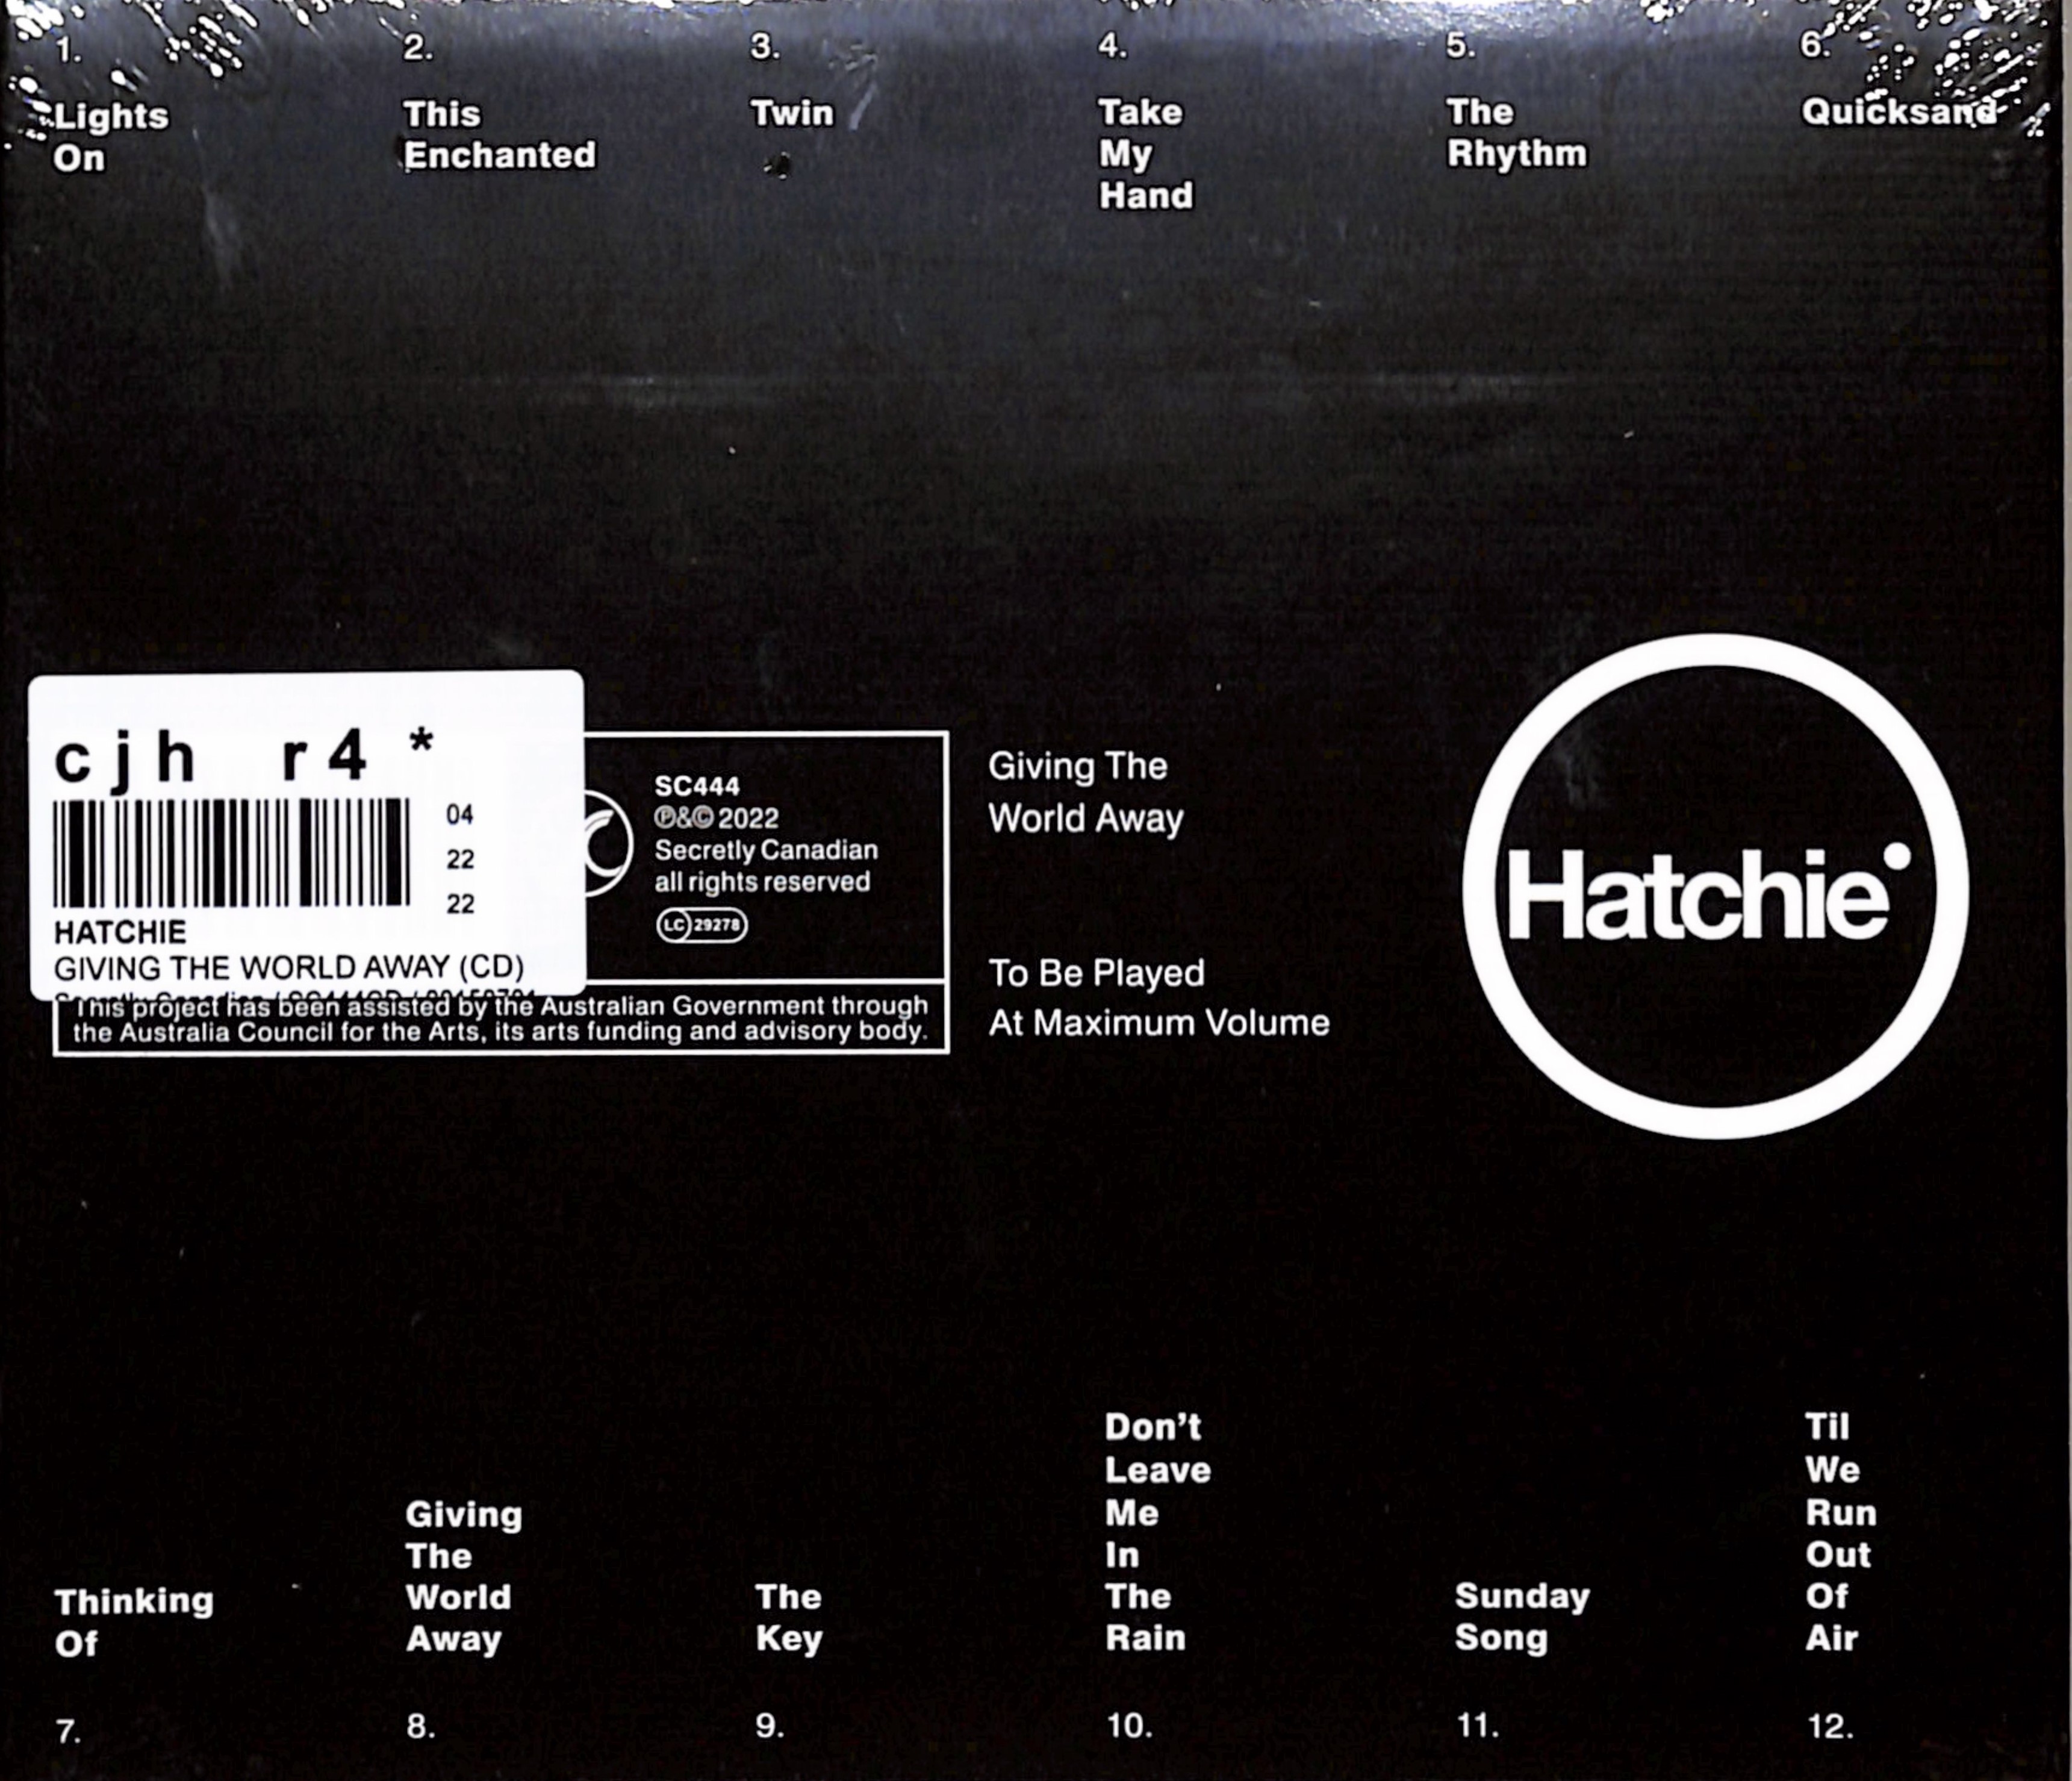 1.
Lights
On
2.
This
Enchanted
3.
Twin
4.
Take
My
Hand
5.
The
Rhythm
6.
Quicksand
cjh r4 *
04
22
22
HATCHIE
GIVING THE WORLD AWAY (CD)
SC444
℗&© 2022
Secretly Canadian
all rights reserved
LC 29278
This project has been assisted by the Australian Government through
the Australia Council for the Arts, its arts funding and advisory body.
Giving The
World Away
To Be Played
At Maximum Volume
Hatchie
Thinking
Of
7.
Giving
The
World
Away
8.
The
Key
9.
Don't
Leave
Me
In
The
Rain
10.
Sunday
Song
11.
Til
We
Run
Out
Of
Air
12.